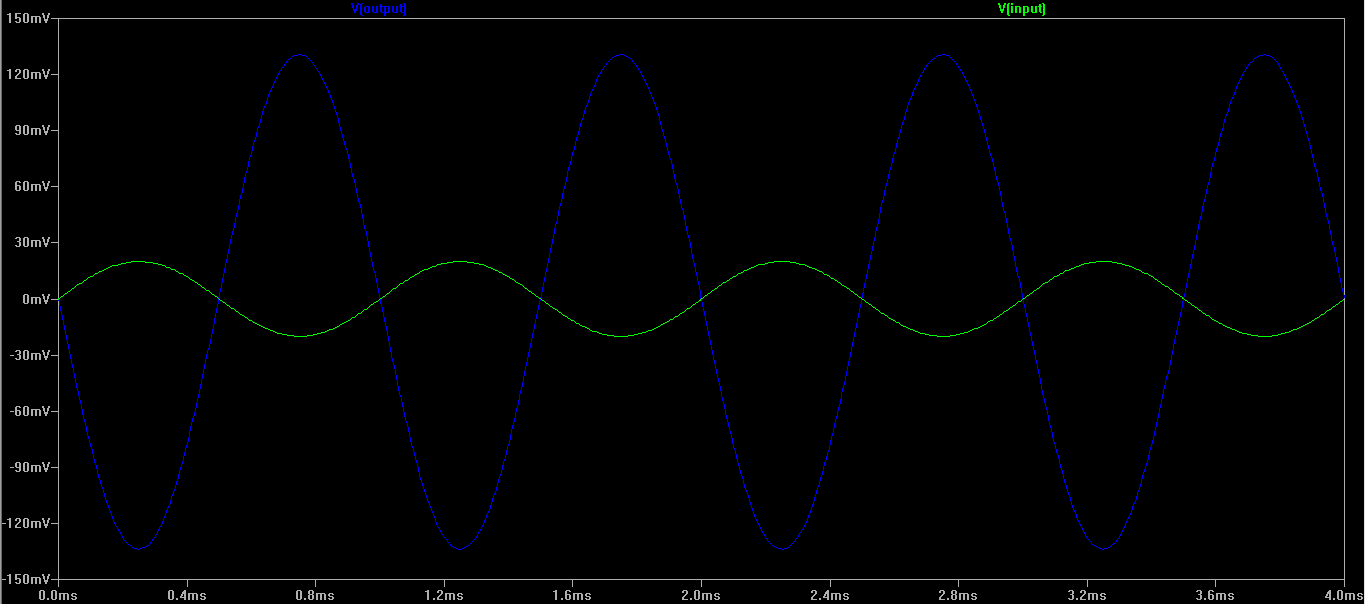 V(output) V(input)
150mV
120mV
90mV
60mV
30mV
0mV
-30mV
-60mV
-90mV
-120mV
-150mV
0.0ms 0.4ms 0.8ms 1.2ms 1.6ms 2.0ms 2.4ms 2.8ms 3.2ms 3.6ms 4.0ms